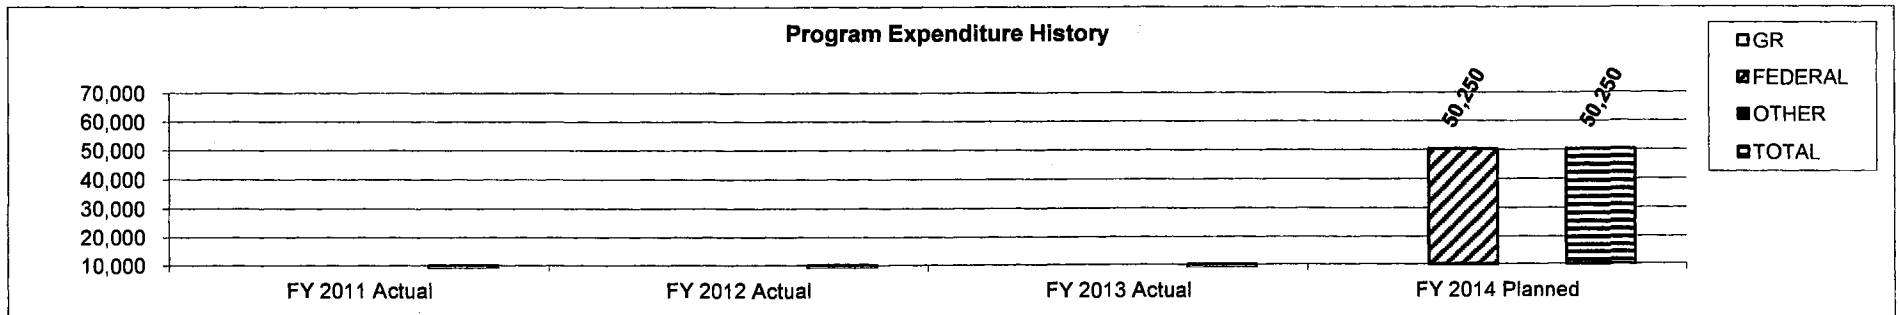 Program Expenditure History
GR
FEDERAL
OTHER
TOTAL
70,000
60,000
50,000
40,000
30,000
20,000
10,000
50,250
50,250
FY 2011 Actual
FY 2012 Actual
FY 2013 Actual
FY 2014 Planned